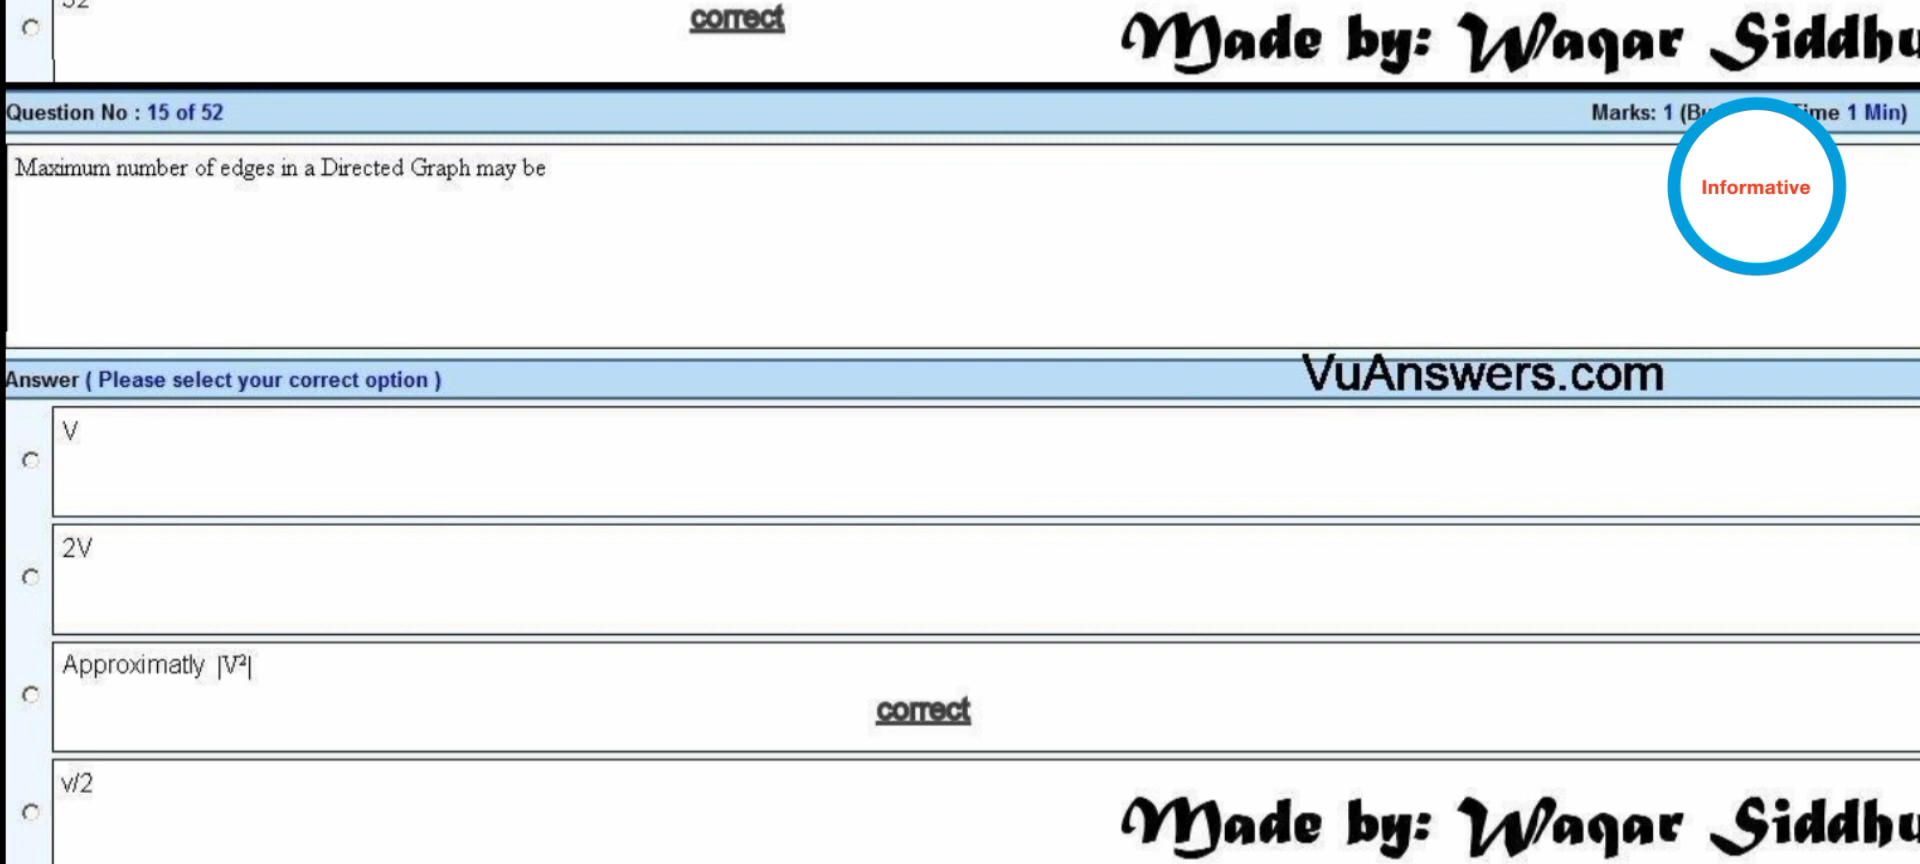 correct
Made by: Waqar Siddhu
Question No : 15 of 52
Marks: 1 (Bu
ime 1 Min)
Maximum number of edges in a Directed Graph may be
Informative
Answer ( Please select your correct option )
VuAnswers.com
V
2V
Approximatly |V²|
correct
v/2
Made by: Waqar Siddhu